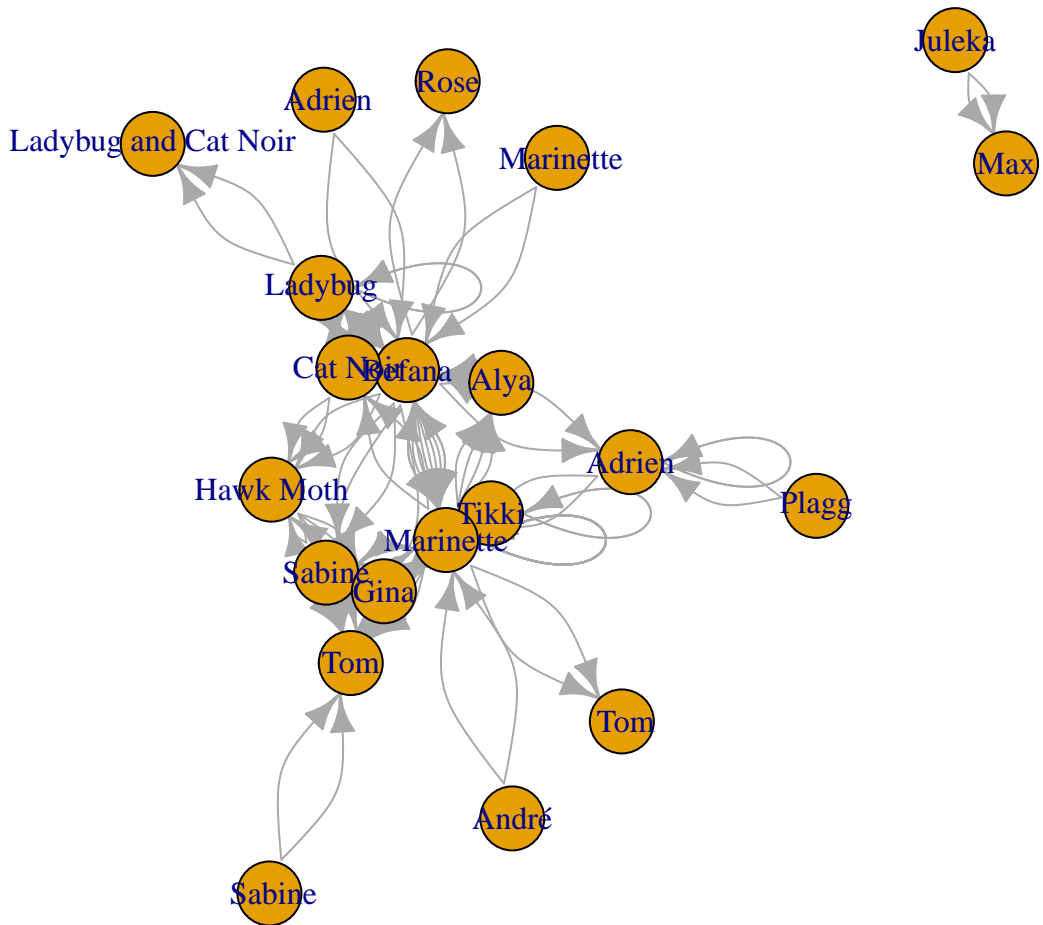 Juleka
Rose
Adrien
Ladybug and Cat Noir
Marinette
Max
Ladybug
Cat Noir
Befana
Alya
Adrien
Hawk Moth
Tikki
Plagg
Marinette
Sabine
Gina
Tom
Tom
André
Sabine